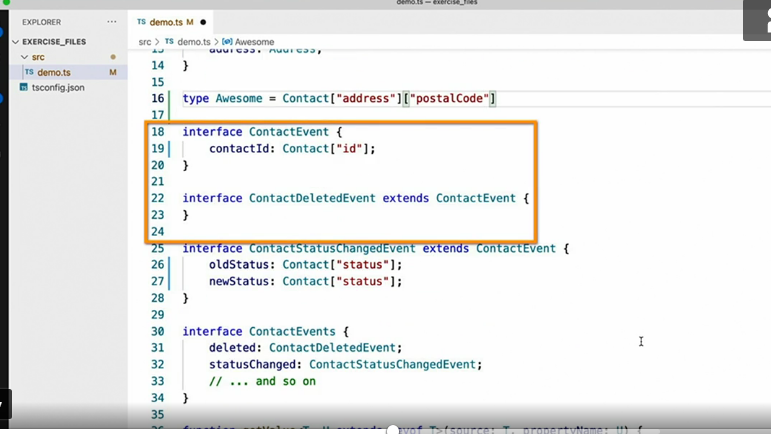 demo.ts — exercise_files
EXPLORER ...
TS demo.ts M ●
EXERCISE_FILES
src
TS demo.ts M
tsconfig.json
src > TS demo.ts > Awesome
13 address: Address;
14 }
15
16 type Awesome = Contact["address"]["postalCode"]
17
18 interface ContactEvent {
19 contactId: Contact["id"];
20 }
21
22 interface ContactDeletedEvent extends ContactEvent {
23 }
24
25 interface ContactStatusChangedEvent extends ContactEvent {
26 oldStatus: Contact["status"];
27 newStatus: Contact["status"];
28 }
29
30 interface ContactEvents {
31 deleted: ContactDeletedEvent;
32 statusChanged: ContactStatusChangedEvent;
33 // ... and so on
34 }
35
36 function getValue<T, U extends keyof T>(source: T, propertyName: U) {